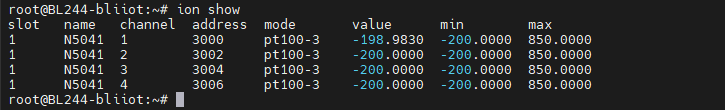 root@BL244-bliiot:~# ion show
slot name channel address mode value min max
1 N5041 1 3000 pt100-3 -198.9830 -200.0000 850.0000
1 N5041 2 3002 pt100-3 -200.0000 -200.0000 850.0000
1 N5041 3 3004 pt100-3 -200.0000 -200.0000 850.0000
1 N5041 4 3006 pt100-3 -200.0000 -200.0000 850.0000
root@BL244-bliiot:~#